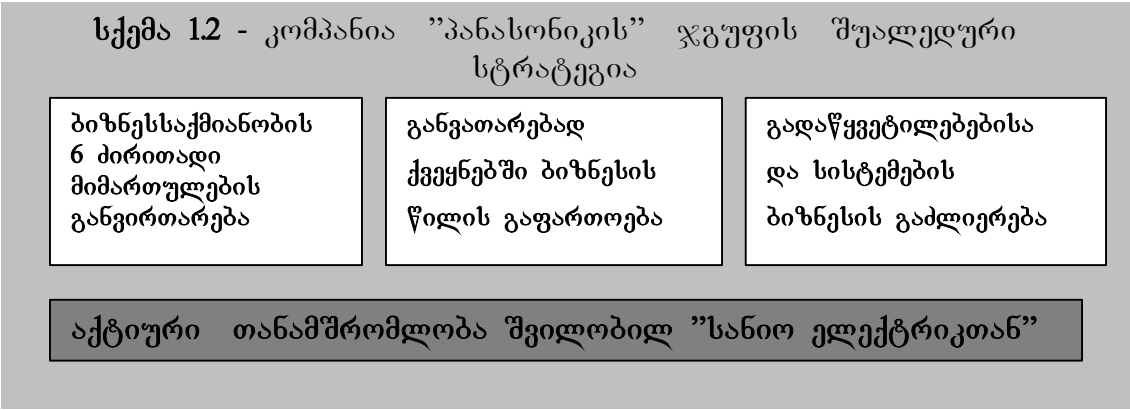 სქემა 1.2 - კომპანია ”პანასონიკის” ჯგუფის შუალედური
სტრატეგია
ბიზნესსაქმიანობის
6 ძირითადი
მიმართულების
განვირთარება
განვათარებად
ქვეყნებში ბიზნესის
წილის გაფართოება
გადაწყვეტილებებისა
და სისტემების
ბიზნესის გაძლიერება
აქტიური თანამშრომლობა შვილობილ ”სანიო ელექტრიკთან”